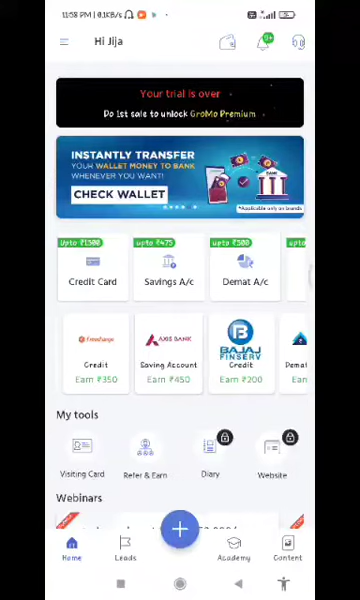 11:58 PM | 0.1KB/s
Hi Jija
9+
Your trial is over
Do 1st sale to unlock GroMo Premium
INSTANTLY TRANSFER
YOUR WALLET MONEY TO BANK
WHENEVER YOU WANT!
CHECK WALLET
BANK
*Applicable only on brands
Upto ₹1500
upto ₹475
upto ₹500
upto
Credit Card
Savings A/c
Demat A/c
freecharge
AXIS BANK
BAJAJ
FINSERV
Credit
Saving Account
Credit
Demat
Earn ₹350
Earn ₹450
Earn ₹200
Earn
My tools
Visiting Card
Refer & Earn
Diary
Website
Webinars
Home
Leads
Academy
Content